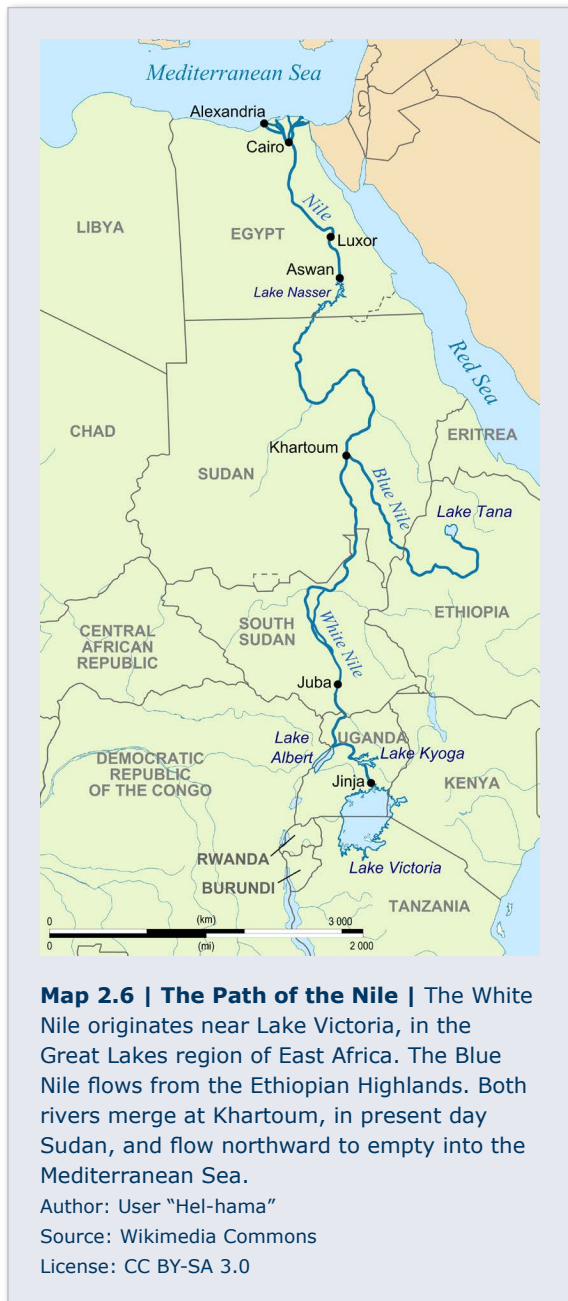 Mediterranean Sea
Alexandria
Cairo
Nile
LIBYA
EGYPT
Luxor
Aswan
Lake Nasser
Red Sea
CHAD
ERITREA
Khartoum
SUDAN
Blue Nile
Lake Tana
ETHIOPIA
CENTRAL
AFRICAN
REPUBLIC
SOUTH
SUDAN
White Nile
Juba
UGANDA
Lake
Albert
Lake Kyoga
DEMOCRATIC
REPUBLIC
OF THE CONGO
Jinja
KENYA
RWANDA
Lake Victoria
BURUNDI
TANZANIA
0 (km) 3 000
0 (mi) 2 000
Map 2.6 | The Path of the Nile | The White
Nile originates near Lake Victoria, in the
Great Lakes region of East Africa. The Blue
Nile flows from the Ethiopian Highlands. Both
rivers merge at Khartoum, in present day
Sudan, and flow northward to empty into the
Mediterranean Sea.
Author: User “Hel-hama”
Source: Wikimedia Commons
License: CC BY-SA 3.0